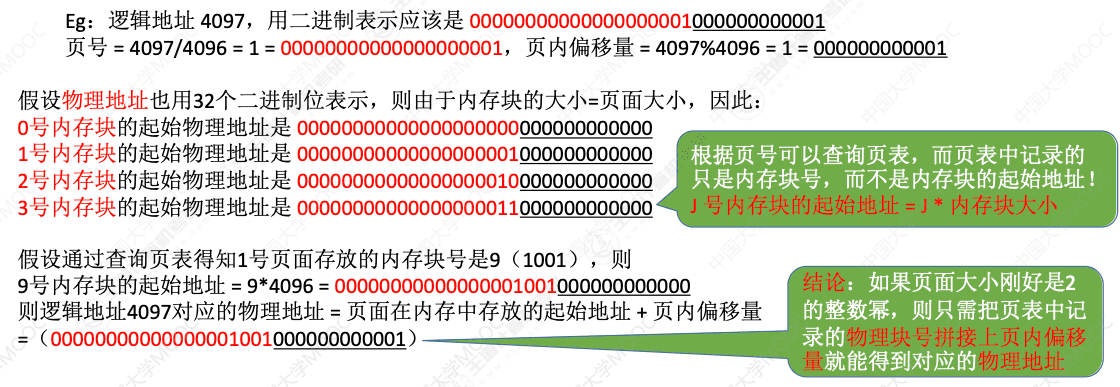 Eg：逻辑地址 4097，用二进制表示应该是 00000000000000000001000000000001
页号 = 4097/4096 = 1 = 00000000000000000001，页内偏移量 = 4097%4096 = 1 = 000000000001
假设物理地址也用32个二进制位表示，则由于内存块的大小=页面大小，因此：
0号内存块的起始物理地址是 00000000000000000000000000000000
1号内存块的起始物理地址是 00000000000000000001000000000000
2号内存块的起始物理地址是 00000000000000000010000000000000
3号内存块的起始物理地址是 00000000000000000011000000000000
根据页号可以查询页表，而页表中记录的
只是内存块号，而不是内存块的起始地址！
J 号内存块的起始地址 = J * 内存块大小
假设通过查询页表得知1号页面存放的内存块号是9（1001），则
9号内存块的起始地址 = 9*4096 = 00000000000000001001000000000000
则逻辑地址4097对应的物理地址 = 页面在内存中存放的起始地址 + 页内偏移量
=（00000000000000001001000000000001）
结论：如果页面大小刚好是2
的整数幂，则只需把页表中记
录的物理块号拼接上页内偏移
量就能得到对应的物理地址